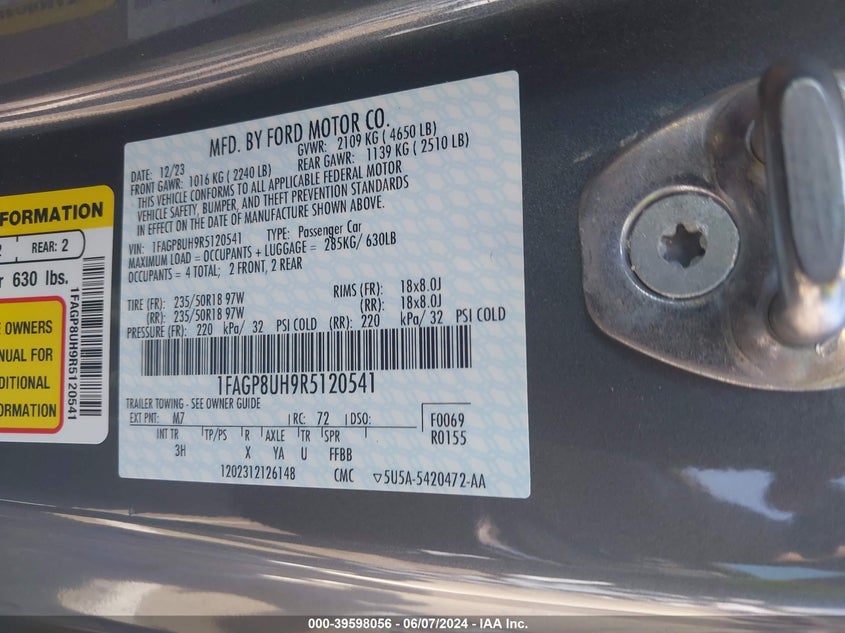 MFD. BY FORD MOTOR CO.
DATE: 12/23 GVWR: 2109 KG ( 4650 LB)
FRONT GAWR: 1016 KG ( 2240 LB) REAR GAWR: 1139 KG ( 2510 LB)
THIS VEHICLE CONFORMS TO ALL APPLICABLE FEDERAL MOTOR
VEHICLE SAFETY, BUMPER, AND THEFT PREVENTION STANDARDS
IN EFFECT ON THE DATE OF MANUFACTURE SHOWN ABOVE.
VIN: 1FAGP8UH9R5120541 TYPE: Passenger Car
MAXIMUM LOAD = OCCUPANTS + LUGGAGE = 285KG/ 630LB
OCCUPANTS = 4 TOTAL; 2 FRONT, 2 REAR
TIRE (FR): 235/50R18 97W RIMS (FR): 18x8.0J
(RR): 235/50R18 97W (RR): 18x8.0J
PRESSURE (FR): 220 kPa/ 32 PSI COLD (RR): 220 kPa/ 32 PSI COLD
1FAGP8UH9R5120541
TRAILER TOWING - SEE OWNER GUIDE
EXT PNT: M7 RC: 72 DSO:
F0069
R0155
INT TR TP/PS R AXLE TR SPR
3H X YA U FFBB
1202312126148 CMC ▽5U5A-5420472-AA
FORMATION
2 REAR: 2
630 lbs.
OWNERS
FOR
FORMATION
1FAGP8UH9R5120541
000-39598056 - 06/07/2024 - IAA Inc.